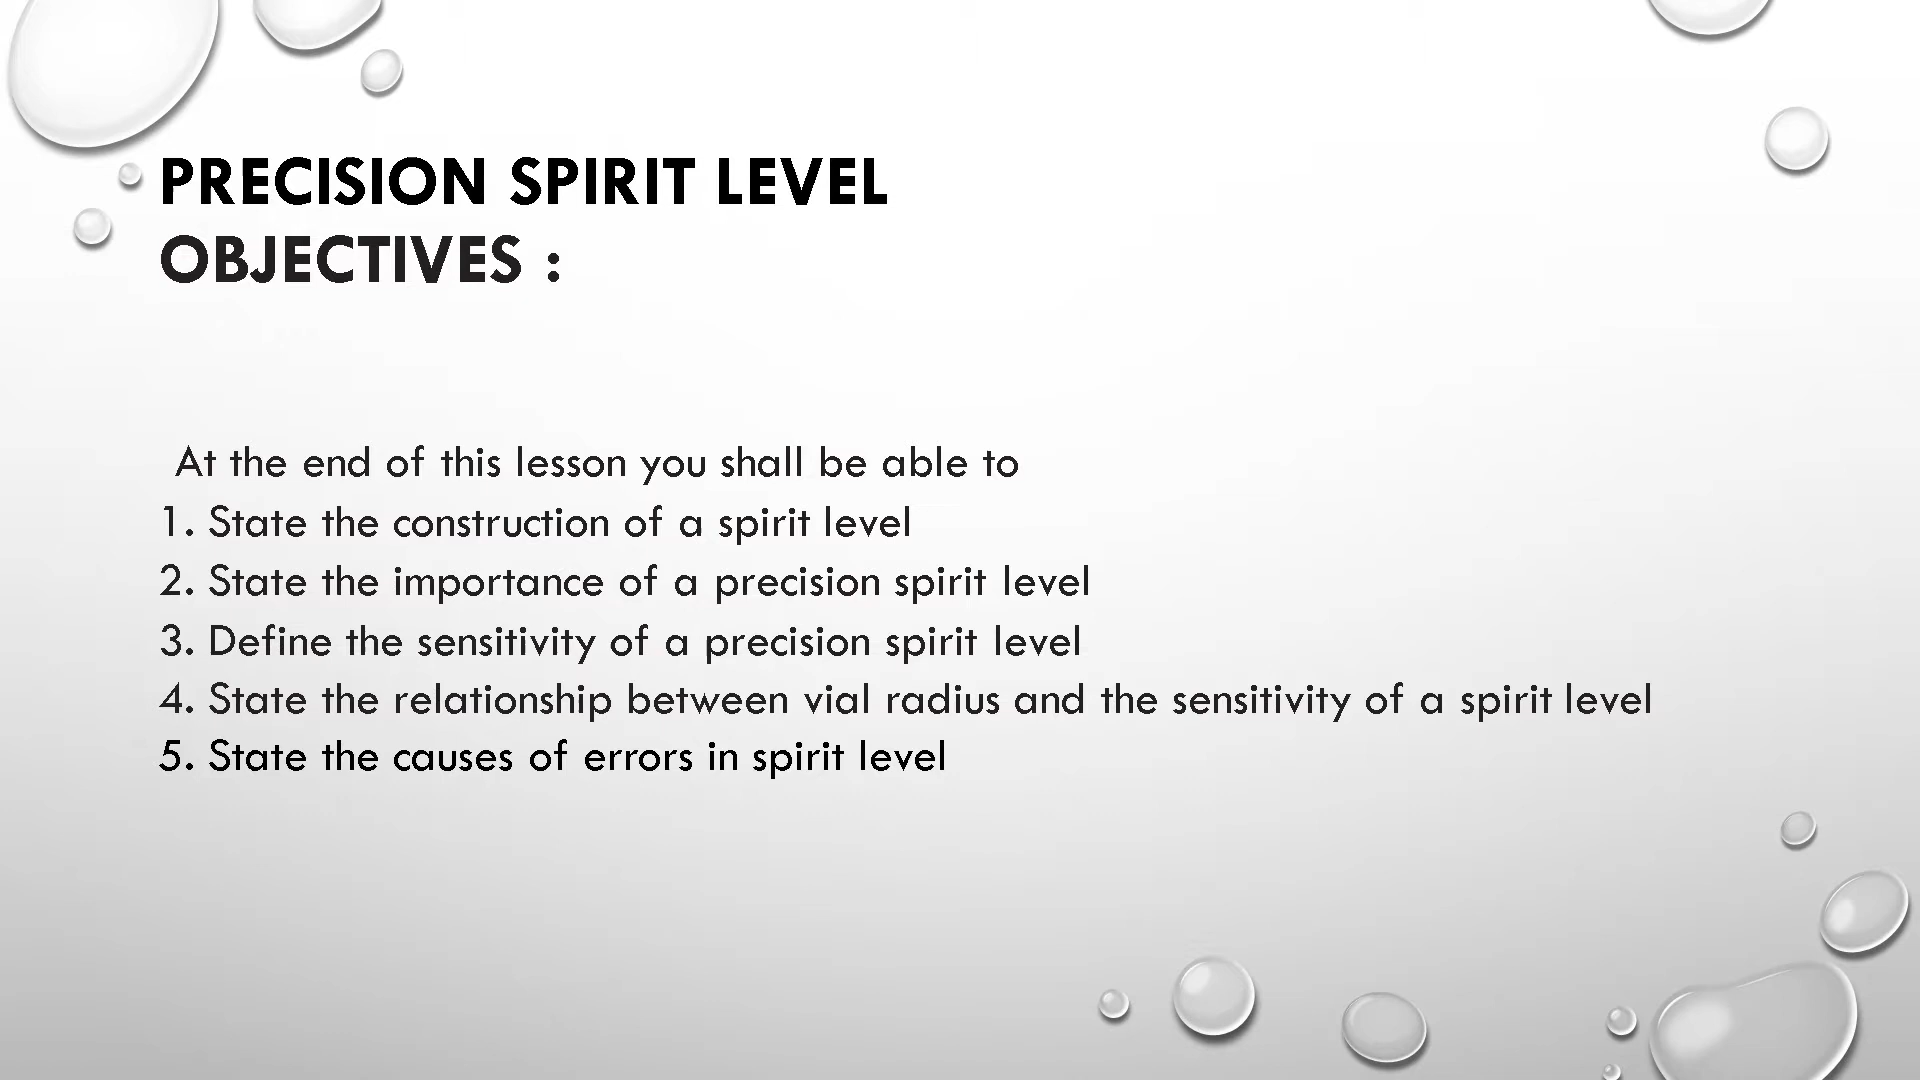 PRECISION SPIRIT LEVEL
OBJECTIVES :
At the end of this lesson you shall be able to
1. State the construction of a spirit level
2. State the importance of a precision spirit level
3. Define the sensitivity of a precision spirit level
4. State the relationship between vial radius and the sensitivity of a spirit level
5. State the causes of errors in spirit level